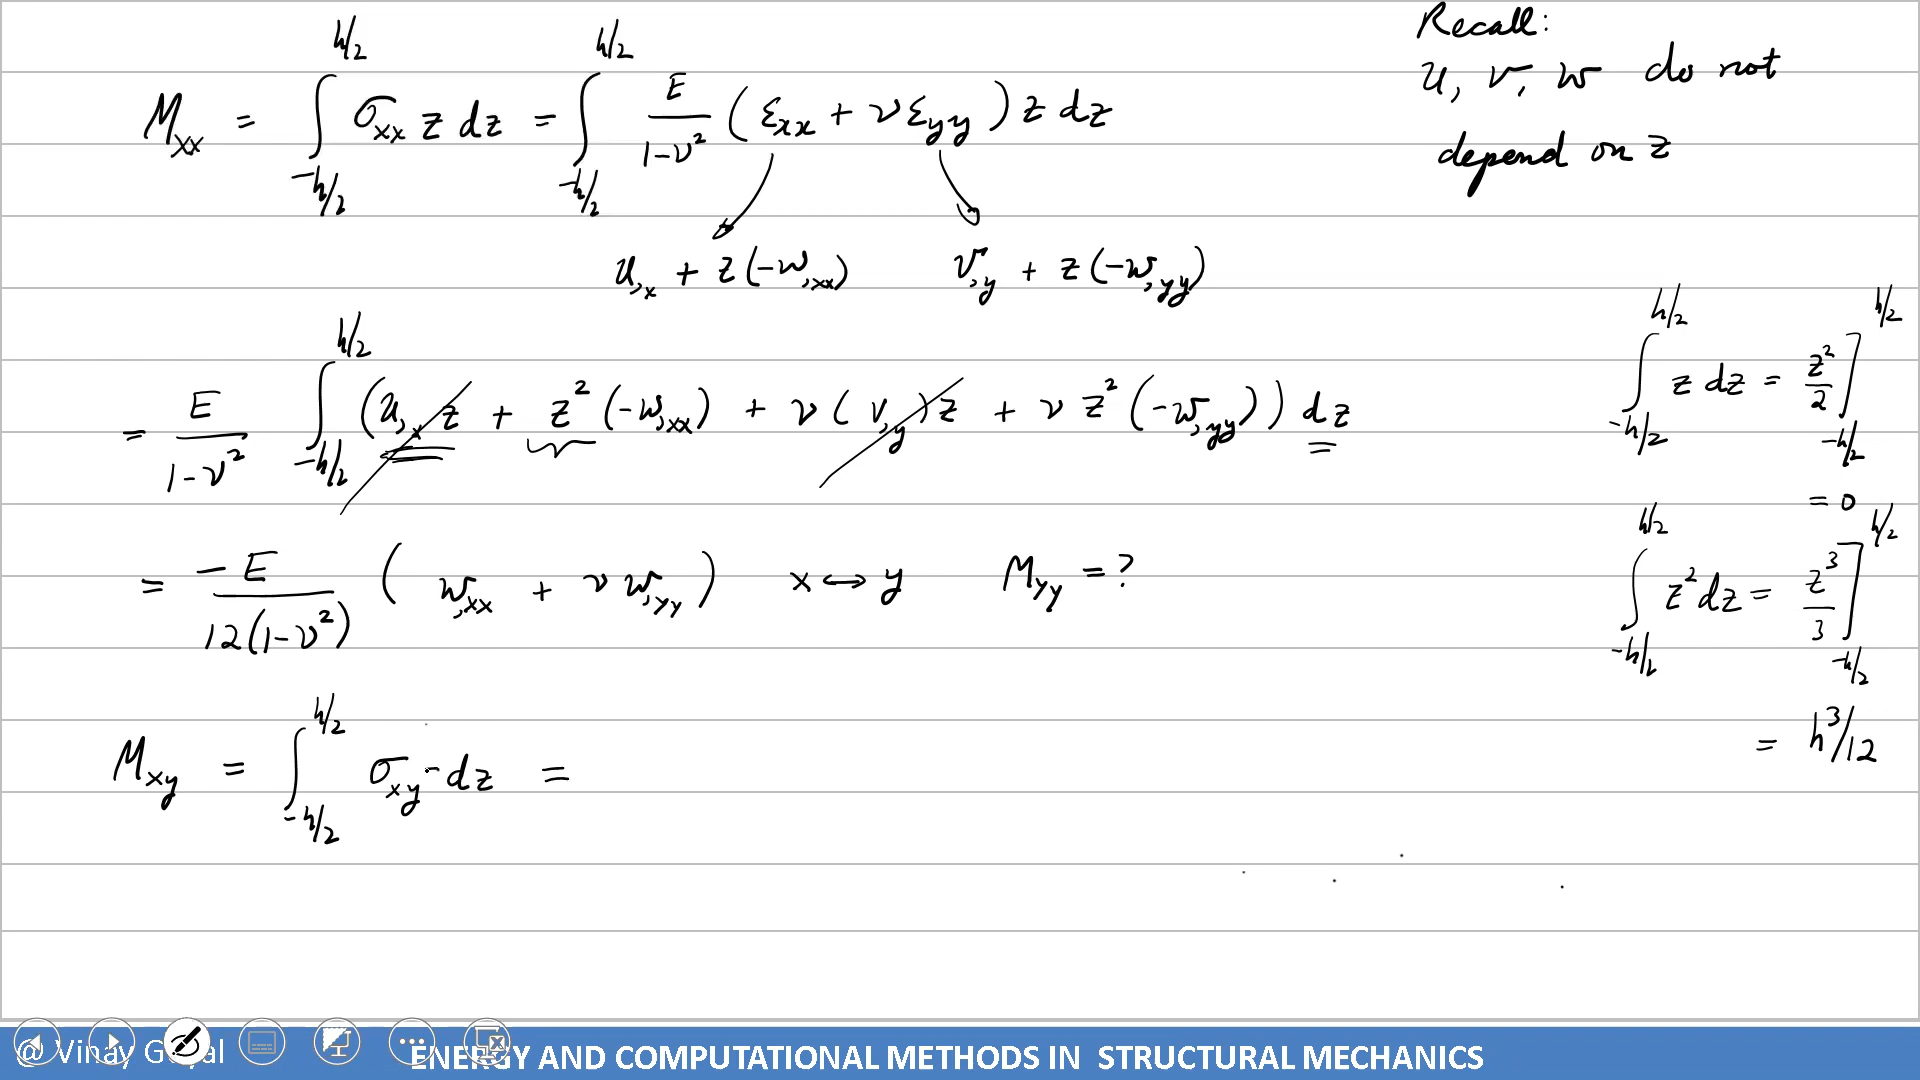 M_xx = ∫_{-h/2}^{h/2} σ_xx z dz = ∫_{-h/2}^{h/2} E/(1-ν²) (ε_xx + ν ε_yy) z dz
Recall:
u, v, w do not
depend on z
u,x + z(-w,xx)    v,y + z(-w,yy)
= E/(1-ν²) ∫_{-h/2}^{h/2} (u,x z + z²(-w,xx) + ν(v,y)z + ν z²(-w,yy)) dz
∫_{-h/2}^{h/2} z dz = z²/2 ]_{-h/2}^{h/2}
= 0
= -E/(12(1-ν²)) (w,xx + ν w,yy)    x ↔ y    M_yy = ?
∫_{-h/2}^{h/2} z² dz = z³/3 ]_{-h/2}^{h/2}
= h³/12
M_xy = ∫_{-h/2}^{h/2} σ_xy - dz =
@ Vinay G
ENERGY AND COMPUTATIONAL METHODS IN STRUCTURAL MECHANICS